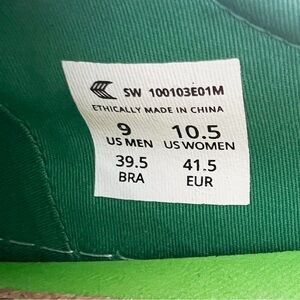 SW 100103E01M
ETHICALLY MADE IN CHINA
9 10.5
US MEN US WOMEN
39.5 41.5
BRA EUR